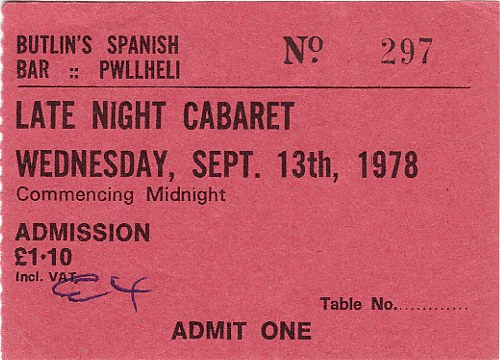 BUTLIN'S SPANISH
BAR :: PWLLHELI
Nº. 297
LATE NIGHT CABARET
WEDNESDAY, SEPT. 13th, 1978
Commencing Midnight
ADMISSION
£1·10
Incl. VAT
Table No.............
ADMIT ONE